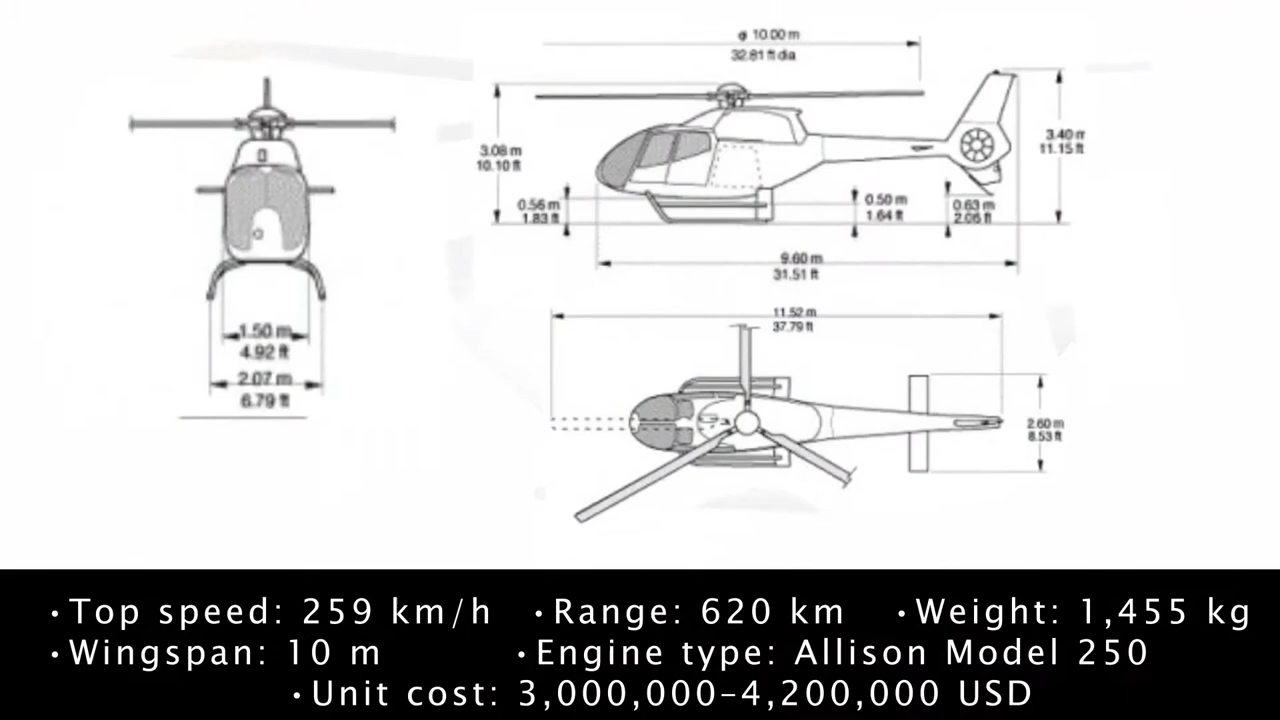 ø 10.00 m
32.81 ft dia
3.08 m
10.10 ft
3.40 m
11.15 ft
0.56 m
1.83 ft
0.50 m
1.64 ft
0.63 m
2.06 ft
9.60 m
31.51 ft
1.50 m
4.92 ft
2.07 m
6.79 ft
11.52 m
37.79 ft
2.60 m
8.53 ft
•Top speed: 259 km/h •Range: 620 km •Weight: 1,455 kg
•Wingspan: 10 m •Engine type: Allison Model 250
•Unit cost: 3,000,000–4,200,000 USD